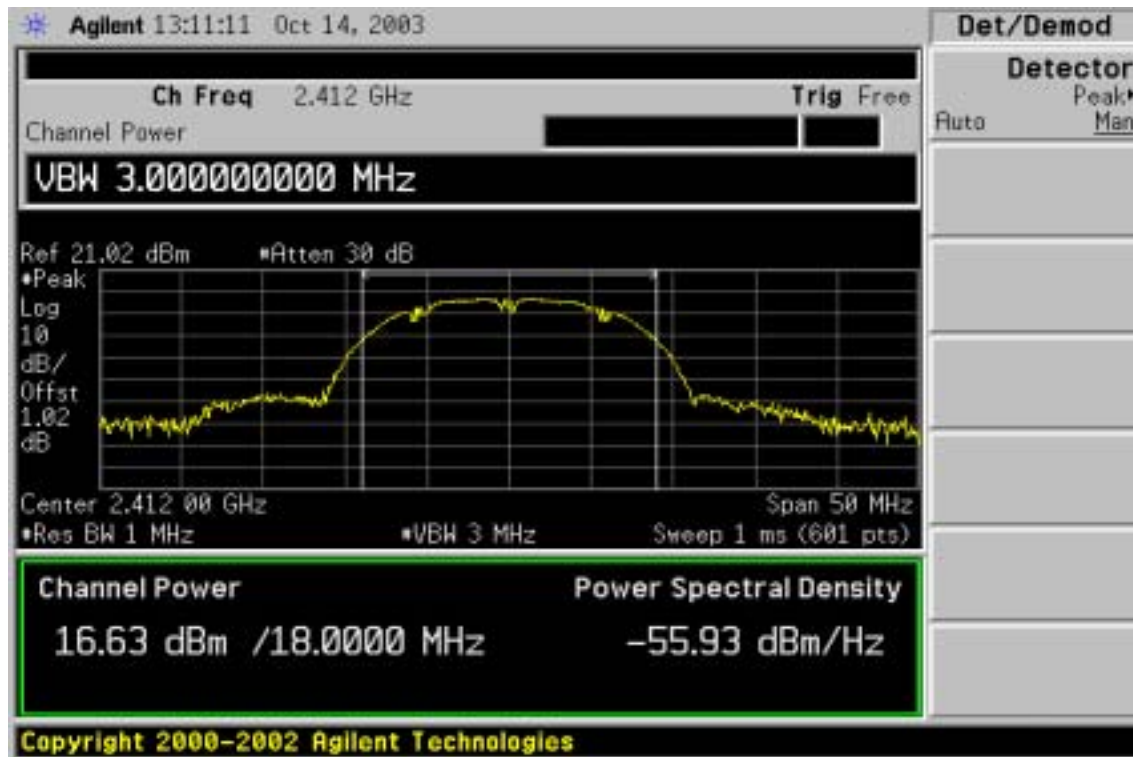 Agilent 13:11:11 Oct 14, 2003
Det/Demod
Ch Freq 2.412 GHz Trig Free
Channel Power
VBW 3.000000000 MHz
Ref 21.02 dBm *Atten 30 dB
*Peak
Log
10
dB/
Offst
1.02
dB
Center 2.412 00 GHz Span 50 MHz
*Res BW 1 MHz *VBW 3 MHz Sweep 1 ms (601 pts)
Channel Power Power Spectral Density
16.63 dBm /18.0000 MHz -55.93 dBm/Hz
Copyright 2000-2002 Agilent Technologies
Detector
Peak
Auto Man